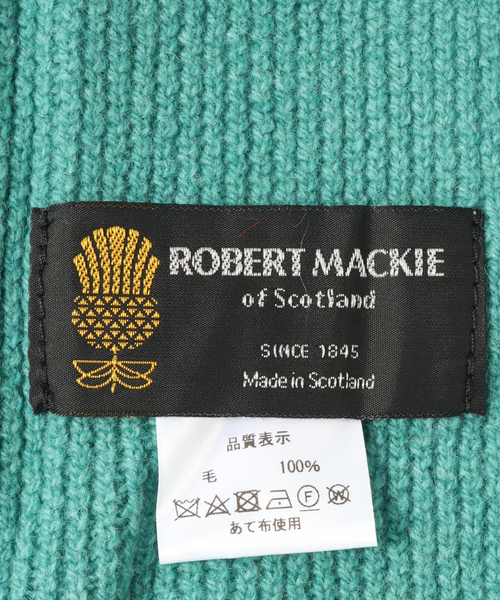 ROBERT MACKIE
of Scotland
SINCE 1845
Made in Scotland
品質表示
毛 100%
あて布使用